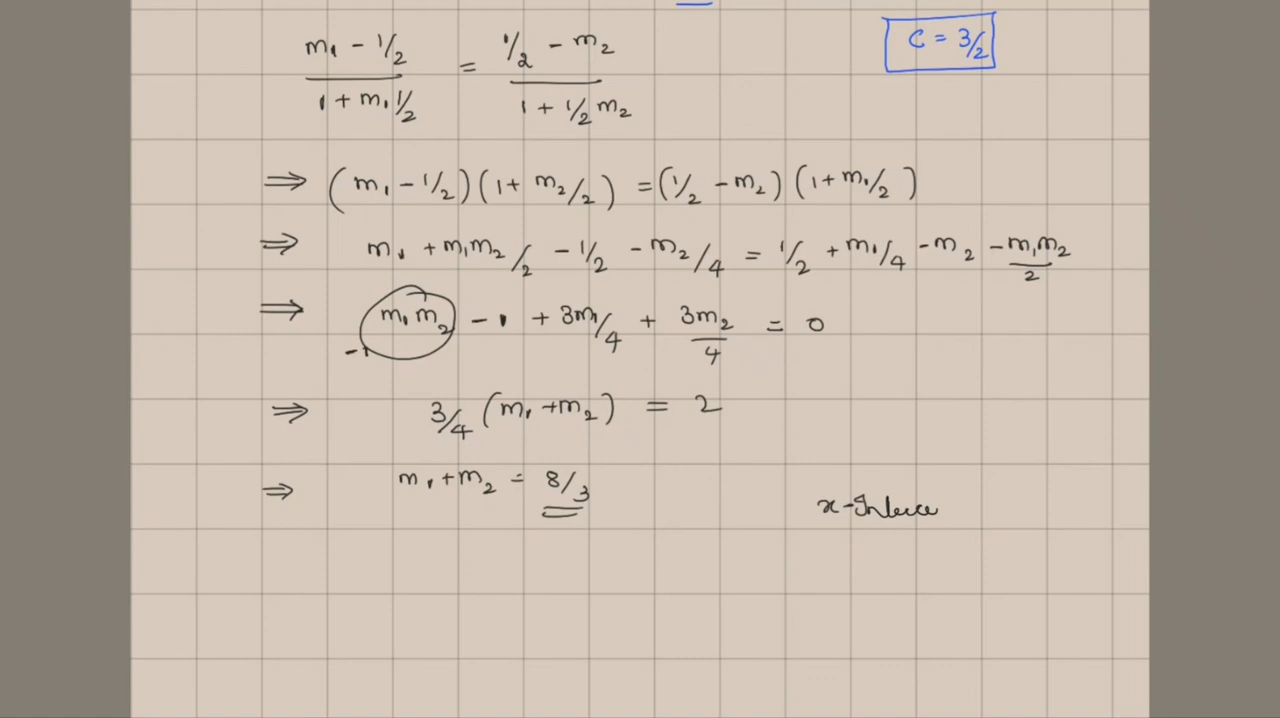 (m₁ - 1/2)/(1 + m₁ 1/2) = (1/2 - m₂)/(1 + 1/2 m₂)
C = 3/2
⇒ (m₁ - 1/2)(1 + m₂/2) = (1/2 - m₂)(1 + m₁/2)
⇒ m₁ + m₁m₂/2 - 1/2 - m₂/4 = 1/2 + m₁/4 - m₂ - m₁m₂/2
⇒ m₁m₂ - 1 + 3m₁/4 + 3m₂/4 = 0
-1
⇒ 3/4 (m₁ + m₂) = 2
⇒ m₁ + m₂ = 8/3
x-Interce